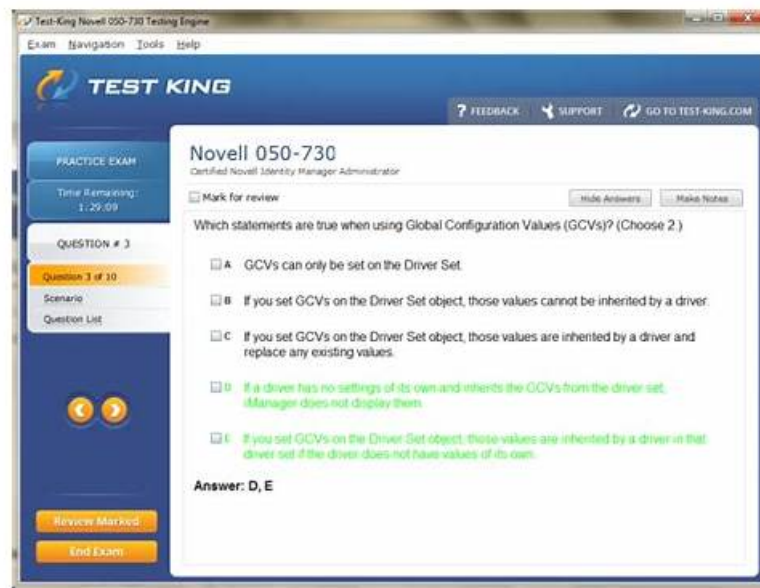 Test-King Novell 050-730 Testing Engine
Exam Navigation Tools Help
TEST KING
? FEEDBACK SUPPORT GO TO TEST-KING.COM
PRACTICE EXAM
Time Remaining:
1:29:09
QUESTION # 3
Question 3 of 10
Scenario
Question List
Novell 050-730
Certified Novell Identity Manager Administrator
Mark for review
Hide Answers
Make Notes
Which statements are true when using Global Configuration Values (GCVs)? (Choose 2.)
A GCVs can only be set on the Driver Set.
B If you set GCVs on the Driver Set object, those values cannot be inherited by a driver.
C If you set GCVs on the Driver Set object, those values are inherited by a driver and
replace any existing values.
D If a driver has no settings of its own and inherits the GCVs from the driver set,
iManager does not display them.
E If you set GCVs on the Driver Set object, those values are inherited by a driver in that
driver set if the driver does not have values of its own.
Answer: D, E
Review Marked
End Exam